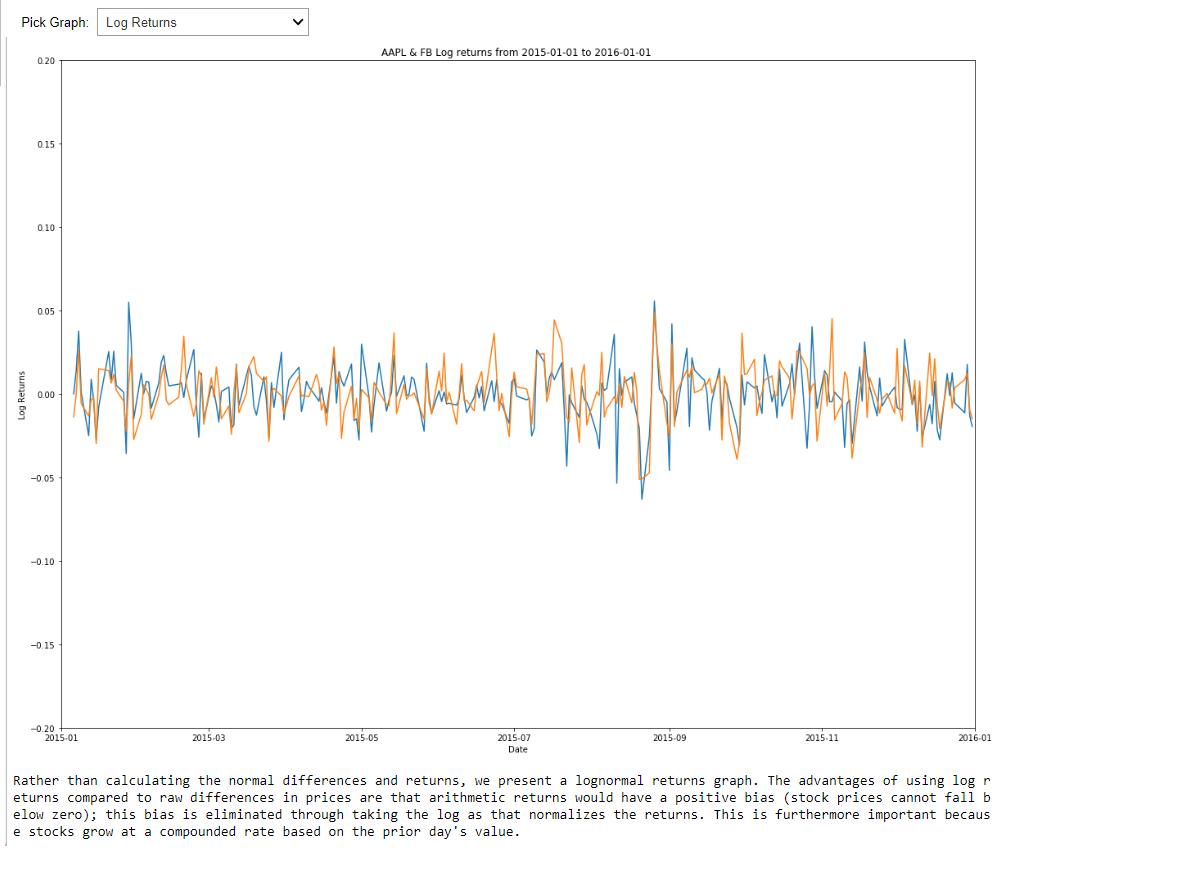 Pick Graph: Log Returns
AAPL & FB Log returns from 2015-01-01 to 2016-01-01
0.20
0.15
0.10
0.05
0.00
−0.05
−0.10
−0.15
−0.20
Log Returns
2015-01 2015-03 2015-05 2015-07 2015-09 2015-11 2016-01
Date
Rather than calculating the normal differences and returns, we present a lognormal returns graph. The advantages of using log r
eturns compared to raw differences in prices are that arithmetic returns would have a positive bias (stock prices cannot fall b
elow zero); this bias is eliminated through taking the log as that normalizes the returns. This is furthermore important becaus
e stocks grow at a compounded rate based on the prior day's value.